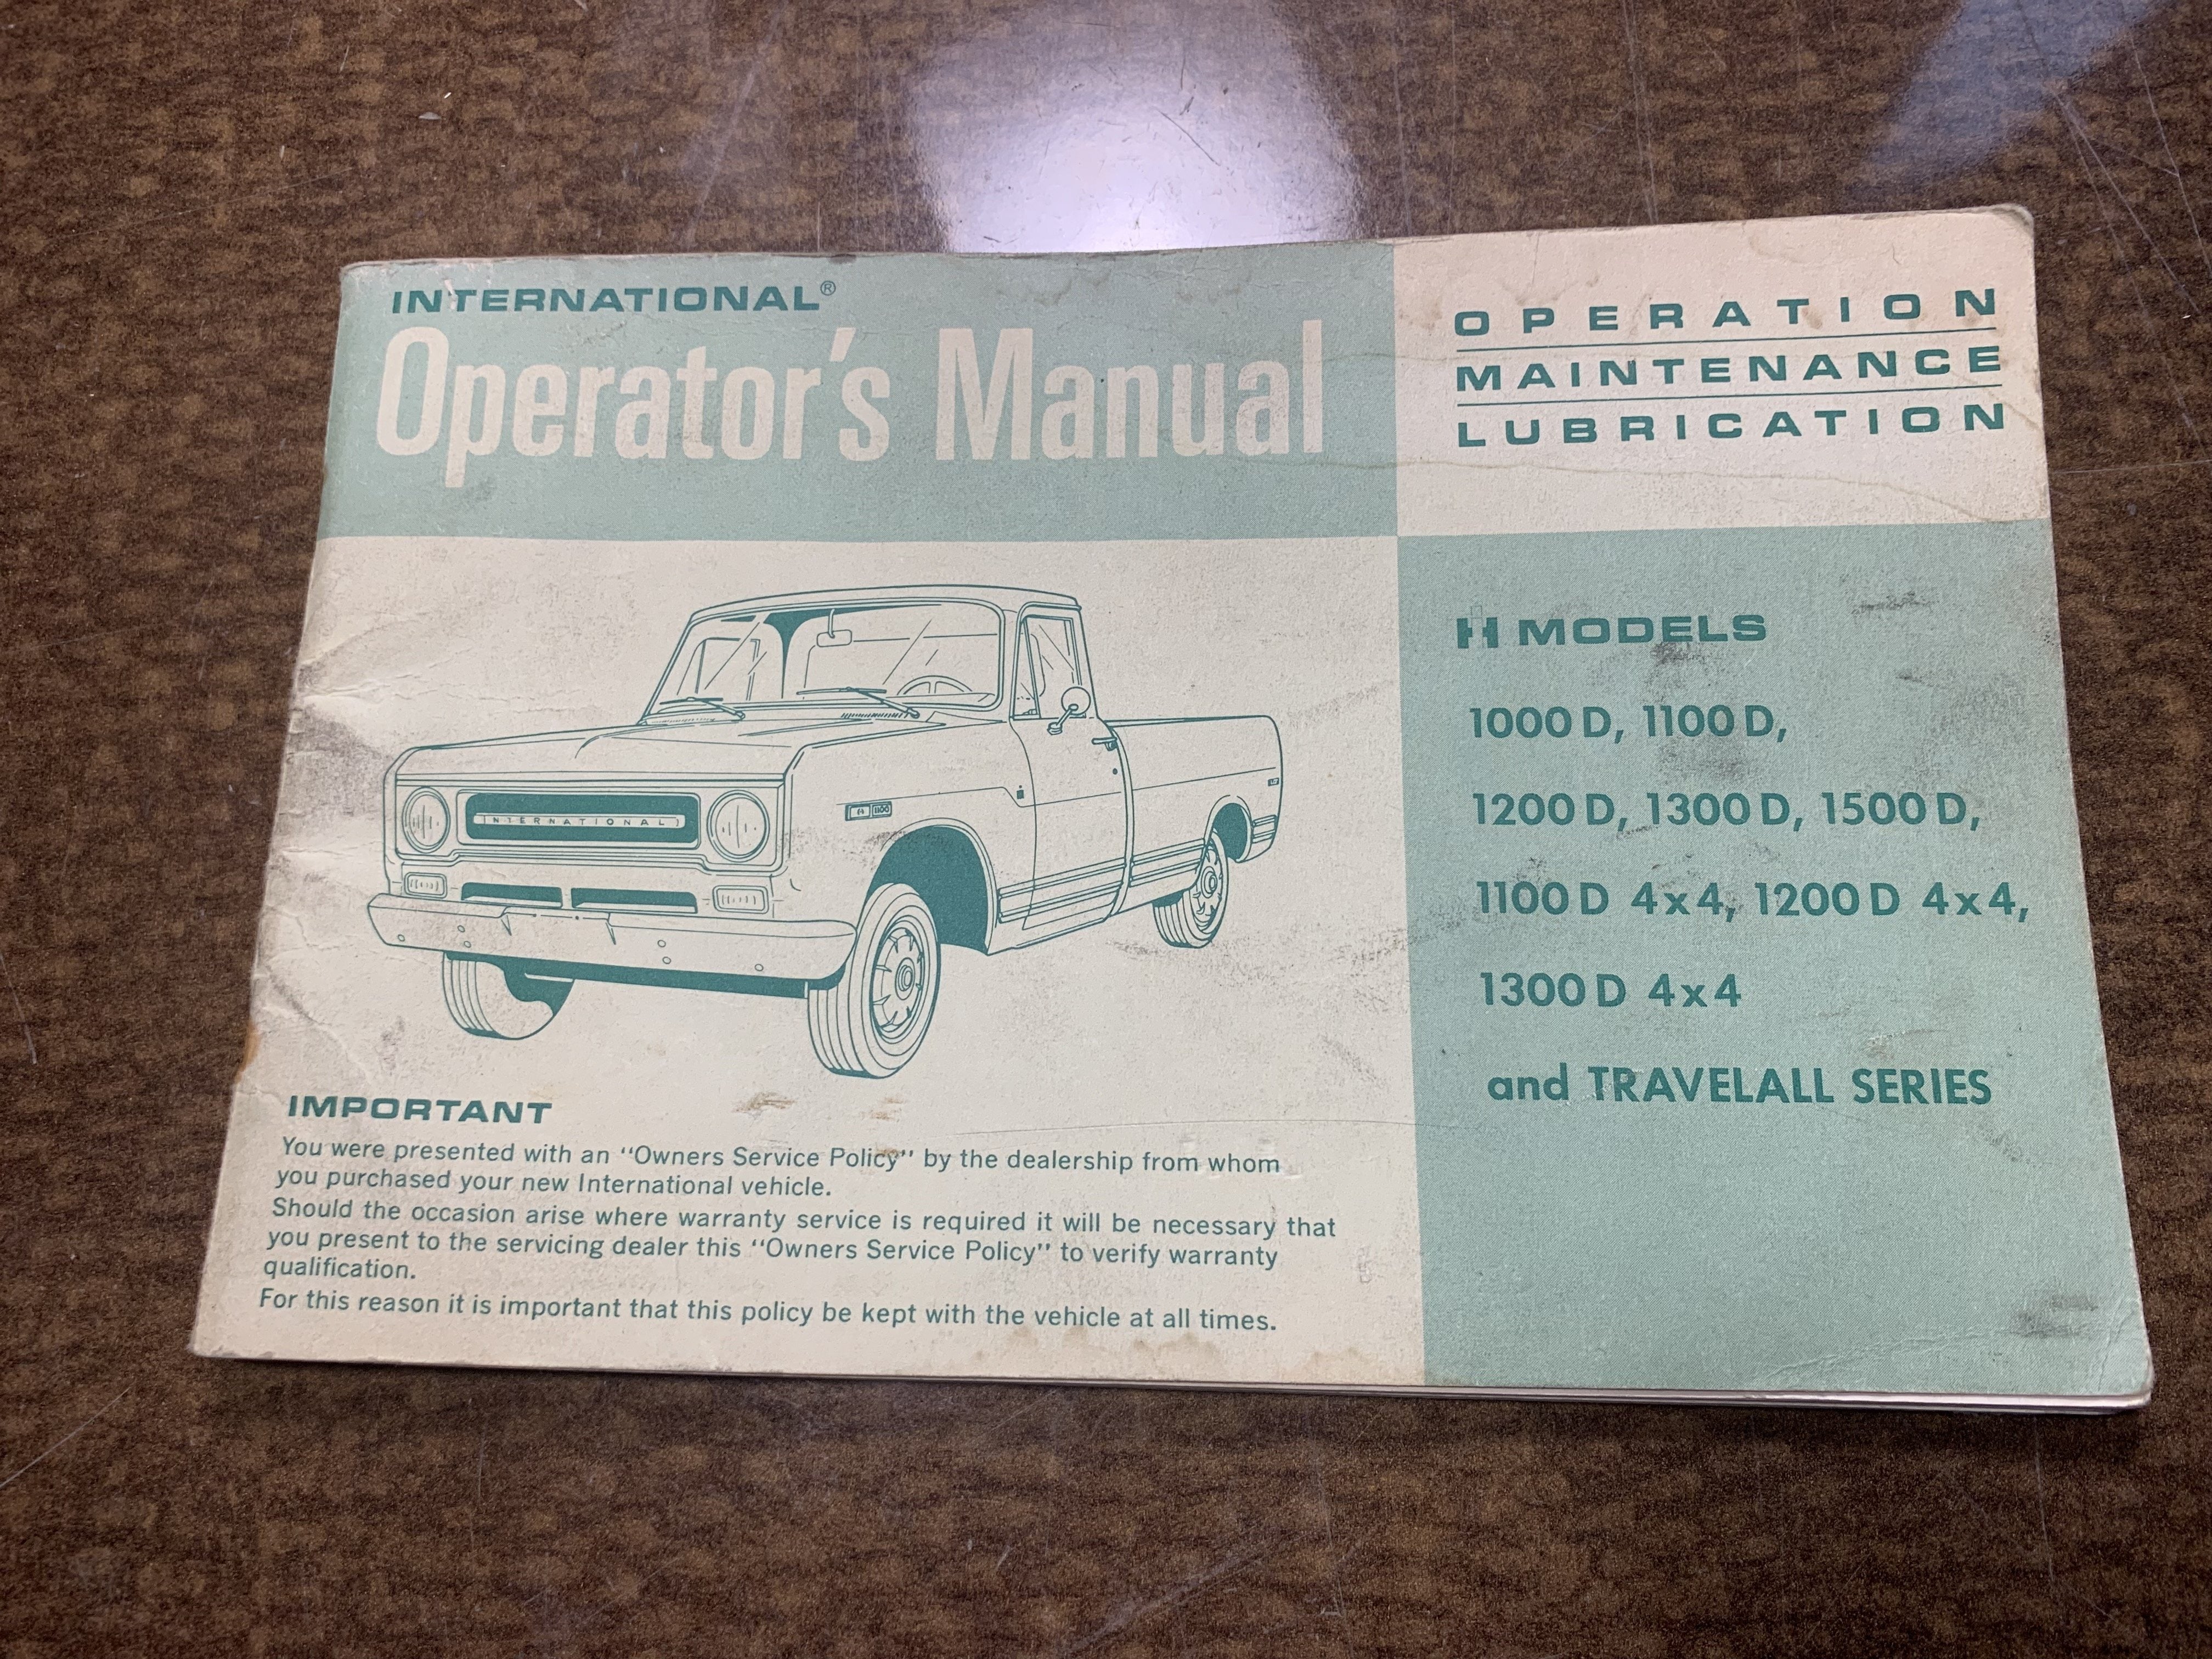 INTERNATIONAL®
Operator's Manual
OPERATION
MAINTENANCE
LUBRICATION
INTERNATIONAL
1100
IH MODELS
1000 D, 1100 D,
1200 D, 1300 D, 1500 D,
1100 D 4x4, 1200 D 4x4,
1300 D 4x4
and TRAVELALL SERIES
IMPORTANT
You were presented with an "Owners Service Policy" by the dealership from whom
you purchased your new International vehicle.
Should the occasion arise where warranty service is required it will be necessary that
you present to the servicing dealer this "Owners Service Policy" to verify warranty
qualification.
For this reason it is important that this policy be kept with the vehicle at all times.